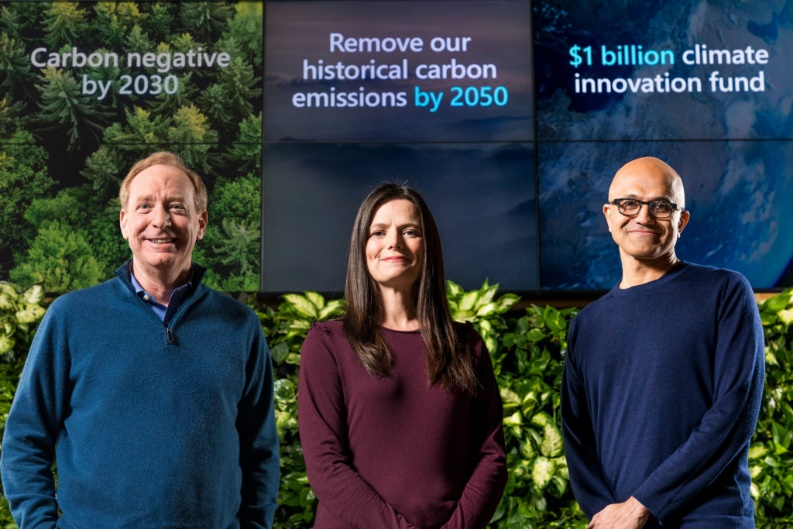 Carbon negative
by 2030
Remove our
historical carbon
emissions by 2050
$1 billion climate
innovation fund